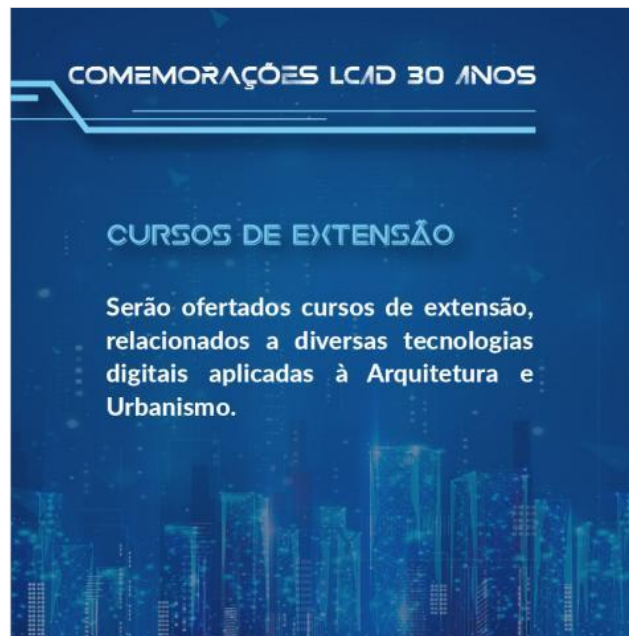 COMEMORAÇÕES LCAD 30 ANOS
CURSOS DE EXTENSÃO
Serão ofertados cursos de extensão,
relacionados a diversas tecnologias
digitais aplicadas à Arquitetura e
Urbanismo.